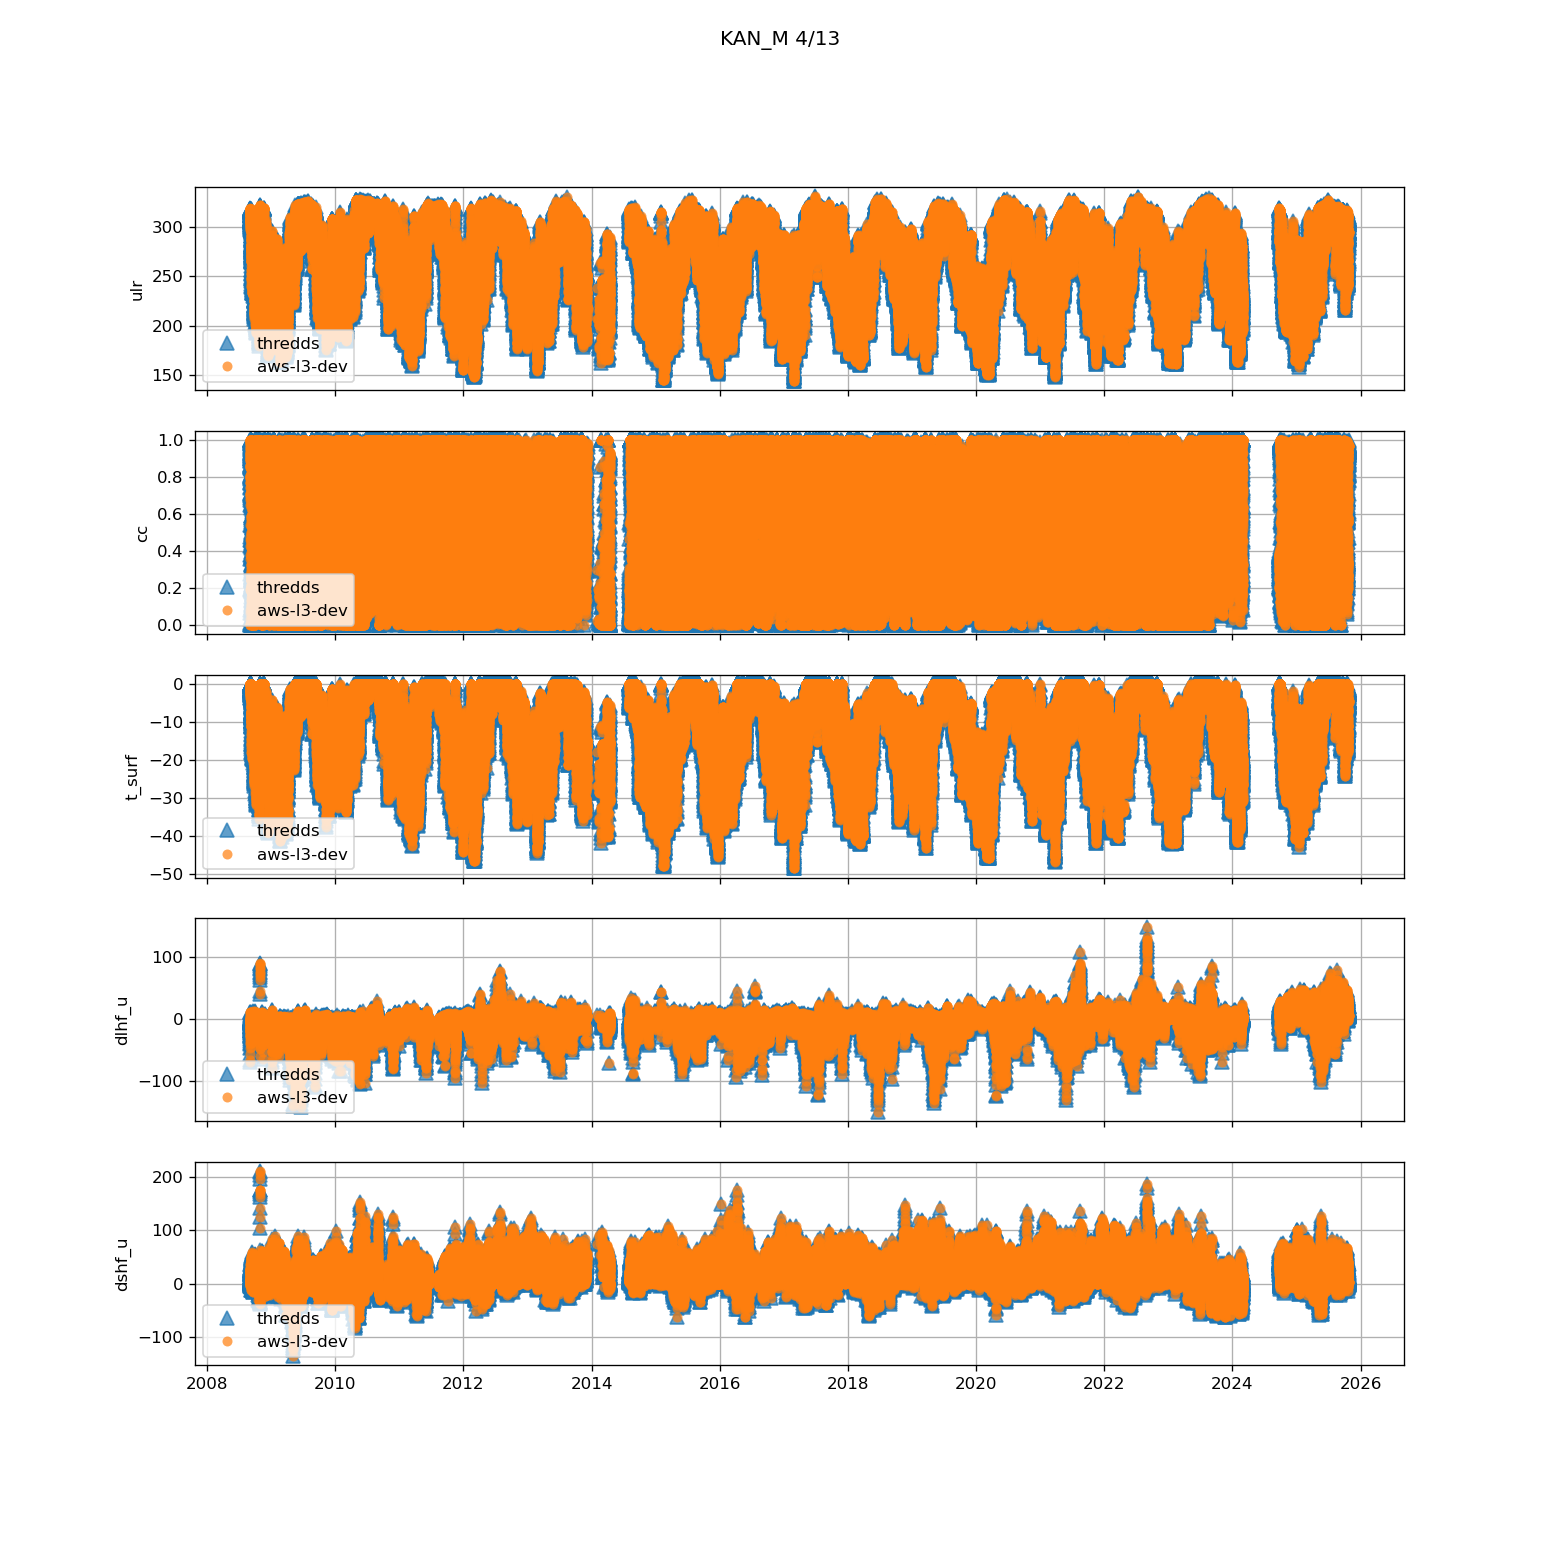 KAN_M 4/13
ulr
300
250
200
150
thredds
aws-l3-dev
cc
1.0
0.8
0.6
0.4
0.2
0.0
thredds
aws-l3-dev
t_surf
0
−10
−20
−30
−40
−50
thredds
aws-l3-dev
dlhf_u
100
0
−100
thredds
aws-l3-dev
dshf_u
200
100
0
−100
thredds
aws-l3-dev
2008 2010 2012 2014 2016 2018 2020 2022 2024 2026